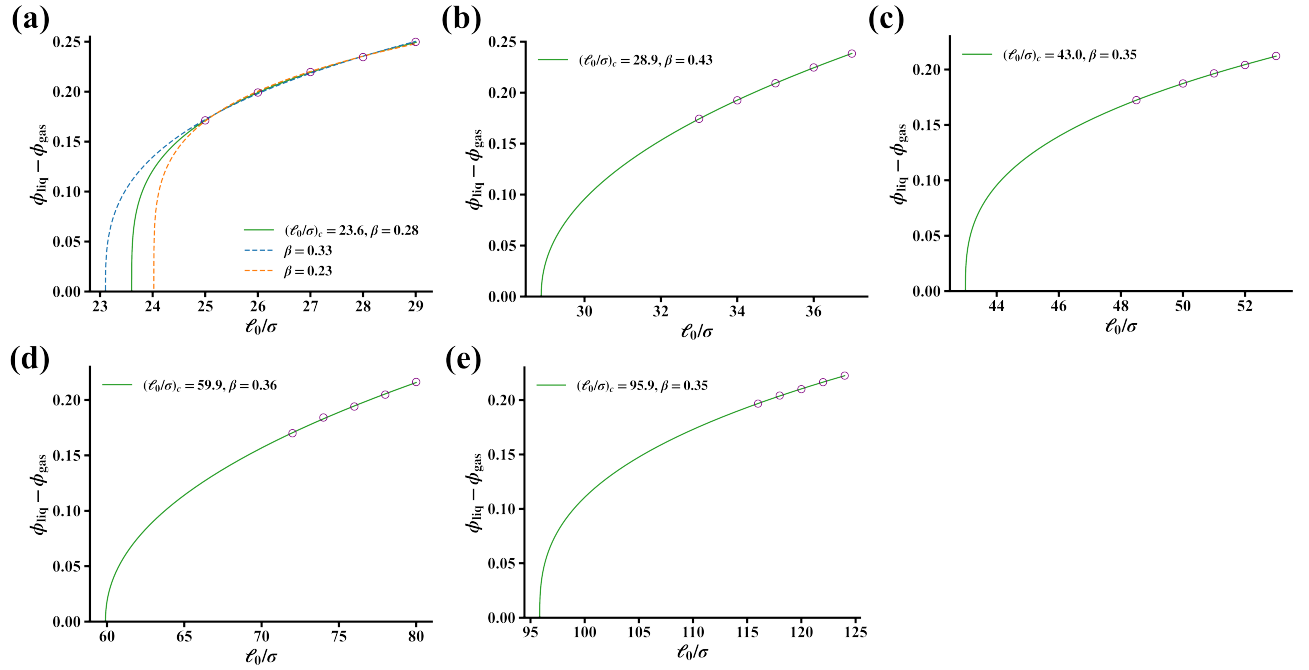 (a)
0.25
0.20
0.15
0.10
0.05
0.00
ϕliq − ϕgas
23 24 25 26 27 28 29
ℓ0/σ
(ℓ0/σ)c = 23.6, β = 0.28
β = 0.33
β = 0.23
(b)
0.25
0.20
0.15
0.10
0.05
0.00
ϕliq − ϕgas
30 32 34 36
ℓ0/σ
(ℓ0/σ)c = 28.9, β = 0.43
(c)
0.20
0.15
0.10
0.05
0.00
ϕliq − ϕgas
44 46 48 50 52
ℓ0/σ
(ℓ0/σ)c = 43.0, β = 0.35
(d)
0.20
0.15
0.10
0.05
0.00
ϕliq − ϕgas
60 65 70 75 80
ℓ0/σ
(ℓ0/σ)c = 59.9, β = 0.36
(e)
0.20
0.15
0.10
0.05
0.00
ϕliq − ϕgas
95 100 105 110 115 120 125
ℓ0/σ
(ℓ0/σ)c = 95.9, β = 0.35